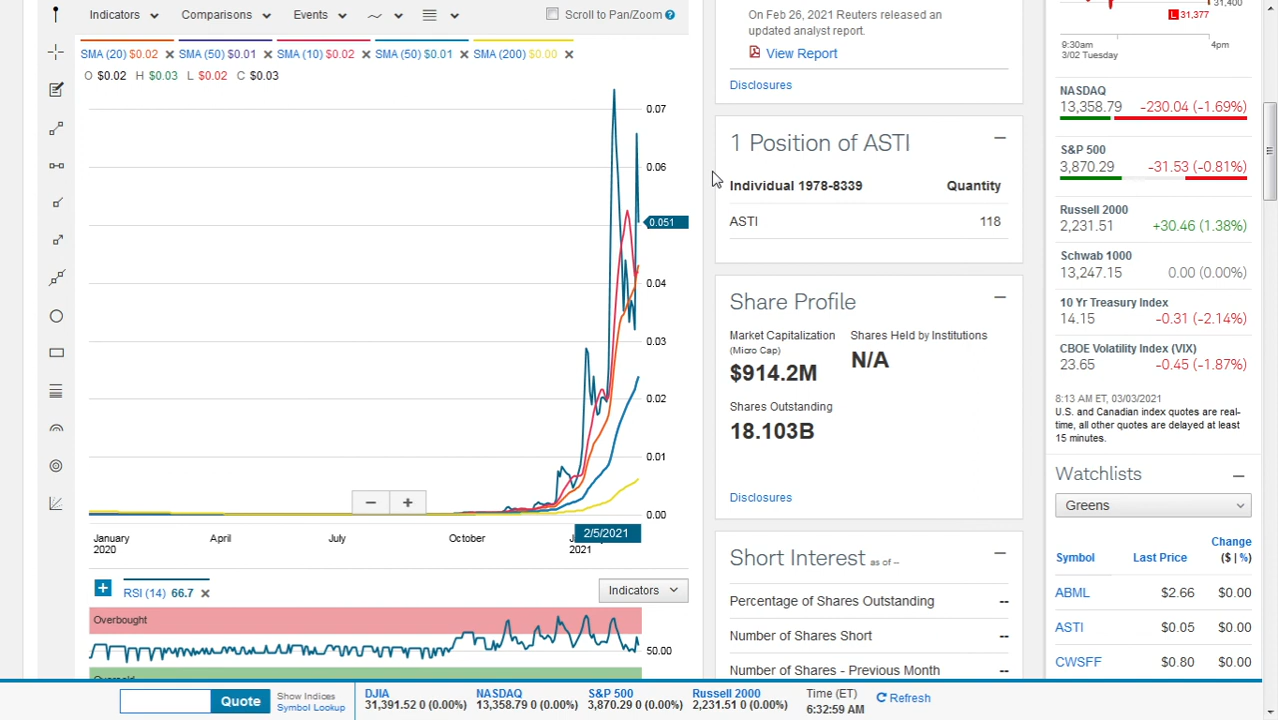 Indicators
Comparisons
Events
Scroll to Pan/Zoom
SMA (20) $0.02
SMA (50) $0.01
SMA (10) $0.02
SMA (50) $0.01
SMA (200) $0.00
O $0.02 H $0.03 L $0.02 C $0.03
0.07
0.06
0.051
0.04
0.03
0.02
0.01
0.00
January
2020
April
July
October
2021
2/5/2021
RSI (14) 66.7
Indicators
Overbought
50.00
On Feb 26, 2021 Reuters released an
updated analyst report.
View Report
Disclosures
1 Position of ASTI
Individual 1978-8339 Quantity
ASTI 118
Share Profile
Market Capitalization
(Micro Cap)
$914.2M
Shares Held by Institutions
N/A
Shares Outstanding
18.103B
Disclosures
Short Interest as of --
Percentage of Shares Outstanding --
Number of Shares Short --
Number of Shares - Previous Month --
31,400
L 31,377
9:30am 4pm
3/02 Tuesday
NASDAQ
13,358.79 -230.04 (-1.69%)
S&P 500
3,870.29 -31.53 (-0.81%)
Russell 2000
2,231.51 +30.46 (1.38%)
Schwab 1000
13,247.15 0.00 (0.00%)
10 Yr Treasury Index
14.15 -0.31 (-2.14%)
CBOE Volatility Index (VIX)
23.65 -0.45 (-1.87%)
8:13 AM ET, 03/03/2021
U.S. and Canadian index quotes are real-
time, all other quotes are delayed at least
15 minutes.
Watchlists
Greens
Symbol Last Price Change
($ | %)
ABML $2.66 $0.00
ASTI $0.05 $0.00
CWSFF $0.80 $0.00
Quote
Show Indices
Symbol Lookup
DJIA
31,391.52 0 (0.00%)
NASDAQ
13,358.79 0 (0.00%)
S&P 500
3,870.29 0 (0.00%)
Russell 2000
2,231.51 0 (0.00%)
Time (ET)
6:32:59 AM
Refresh